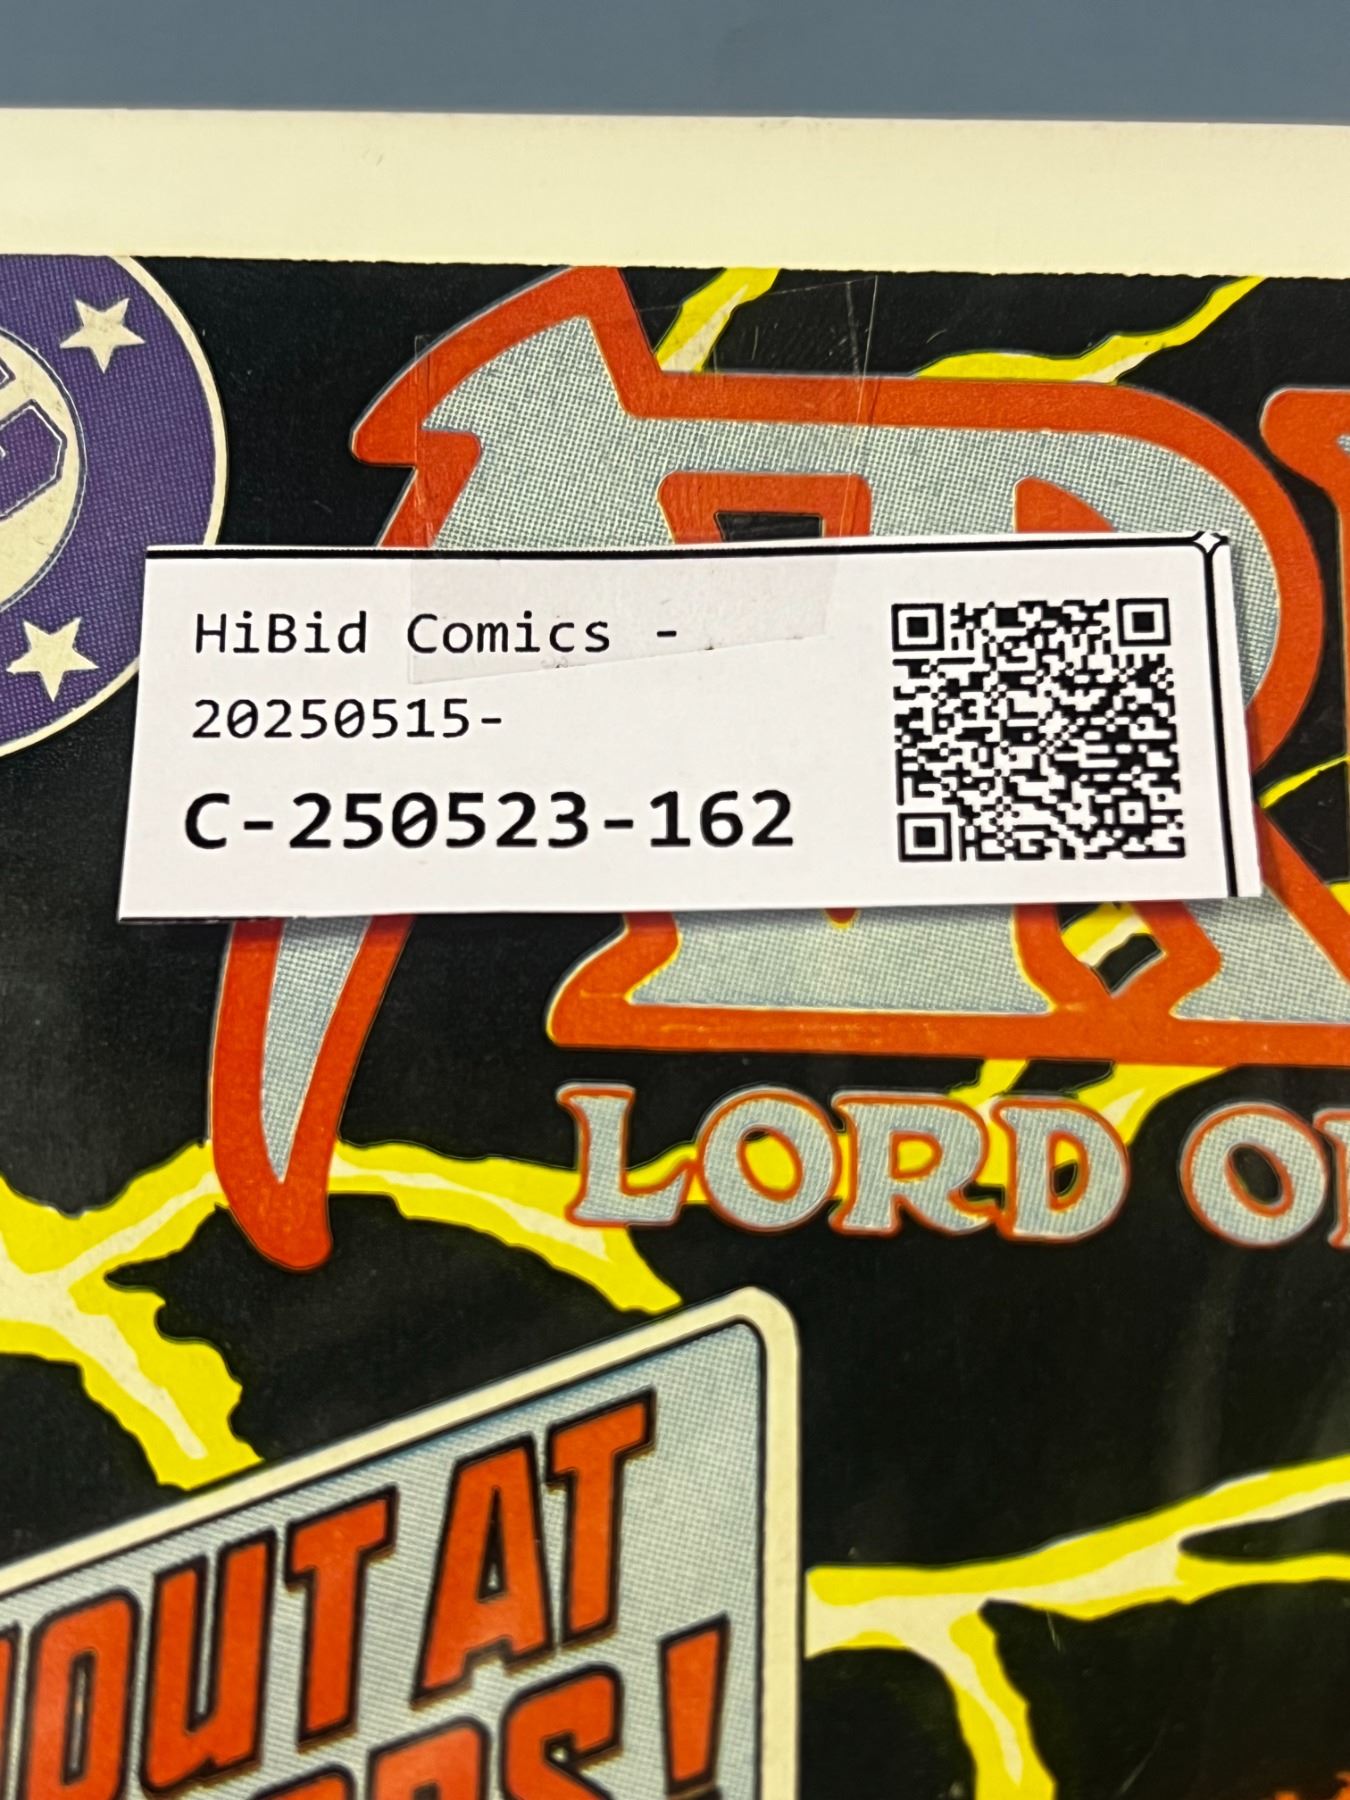 HiBid Comics -
20250515-
C-250523-162
LORD
OUT AT
!